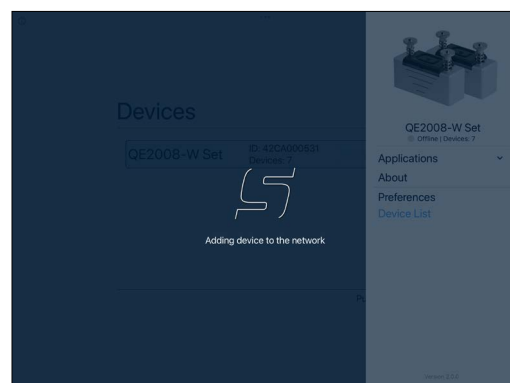 Devices
QE2008-W Set
ID: 42CA000531
Devices: 7
Adding device to the network
QE2008-W Set
Offline | Devices: 7
Applications
About
Preferences
Device List